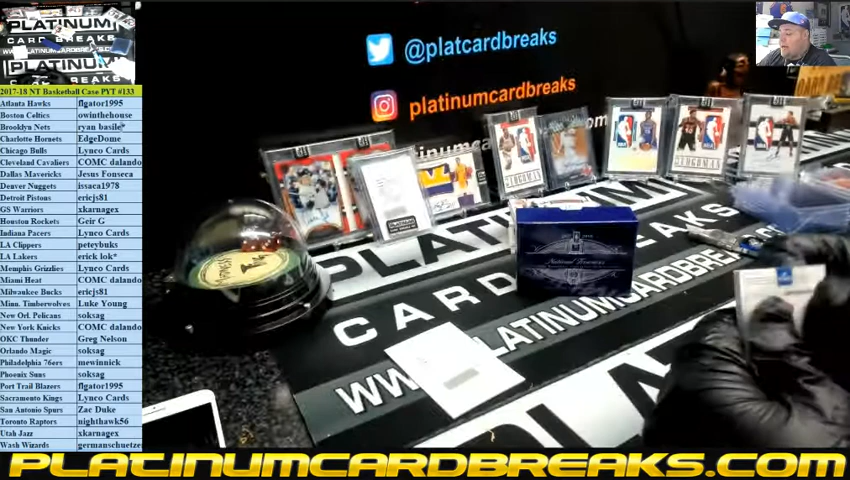 PLATINUM
CARD BREAKS
PLATINUM
2017-18 NT Basketball Case PYT #133
Atlanta Hawks flgator1995
Boston Celtics owinthehouse
Brooklyn Nets ryan basile*
Charlotte Hornets EdgeDome
Chicago Bulls Lynco Cards
Cleveland Cavaliers COMC dalando
Dallas Mavericks Jesus Fonseca
Denver Nuggets issaca1978
Detroit Pistons ericjs81
GS Warriors xkarnagex
Houston Rockets Geir G
Indiana Pacers Lynco Cards
LA Clippers peteybuks
LA Lakers erick lok*
Memphis Grizzlies Lynco Cards
Miami Heat COMC dalando
Milwaukee Bucks ericjs81
Minn. Timberwolves Luke Young
New Orl. Pelicans soksag
New York Knicks COMC dalando
OKC Thunder Greg Nelson
Orlando Magic soksag
Philadelphia 76ers mewinnick
Phoenix Suns soksag
Port Trail Blazers flgator1995
Sacramento Kings Lynco Cards
San Antonio Spurs Zac Duke
Toronto Raptors nighthawk56
Utah Jazz xkarnagex
Wash Wizards germanschuetze
@platcardbreaks
platinumcardbreaks
PLATINUM
CARD BREAKS
WWW.PLATINUMCARDBREAKS
National Treasures
PLATINUMCARDBREAKS.COM